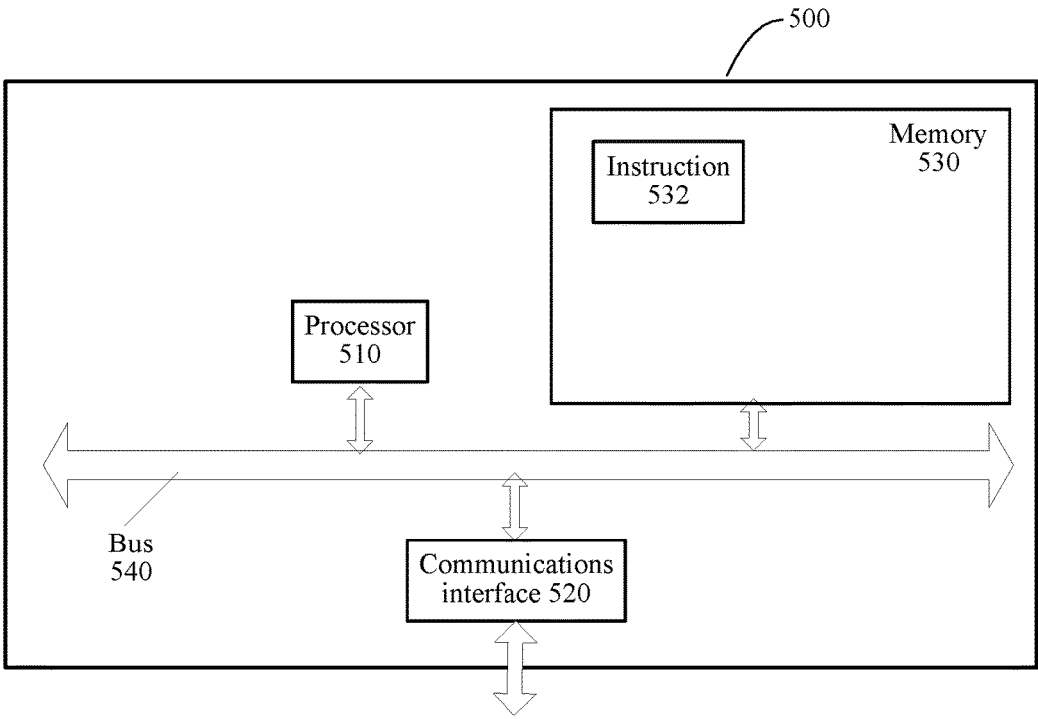 500
Memory
530
Instruction
532
Processor
510
Bus
540
Communications
interface 520